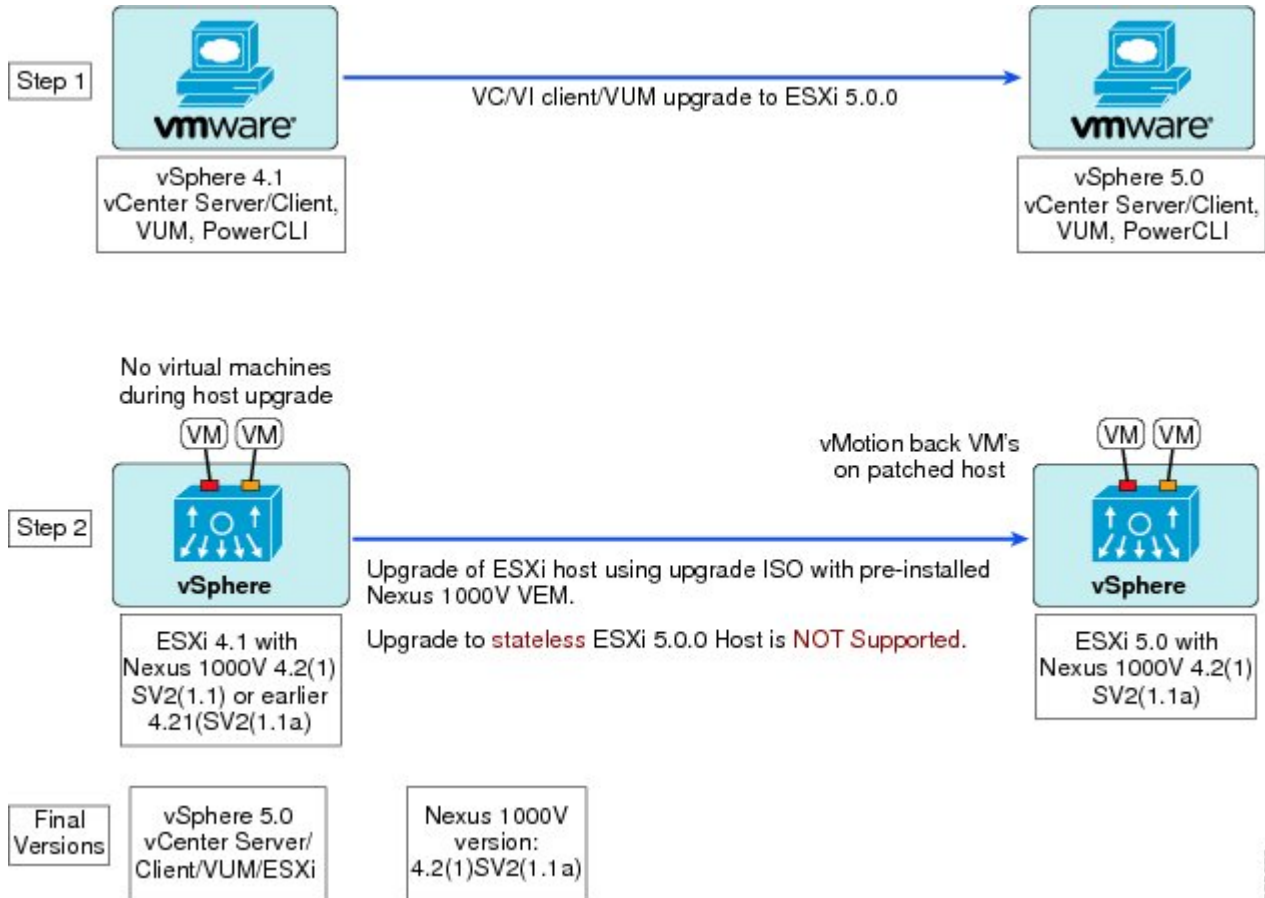 Step 1
vmware®
VC/VI client/VUM upgrade to ESXi 5.0.0
vmware®
vSphere 4.1
vCenter Server/Client,
VUM, PowerCLI
vSphere 5.0
vCenter Server/Client,
VUM, PowerCLI
No virtual machines
during host upgrade
VM VM
vMotion back VM's
on patched host
VM VM
Step 2
vSphere
Upgrade of ESXi host using upgrade ISO with pre-installed
Nexus 1000V VEM.
Upgrade to stateless ESXi 5.0.0 Host is NOT Supported.
vSphere
ESXi 4.1 with
Nexus 1000V 4.2(1)
SV2(1.1) or earlier
4.21(SV2(1.1a)
ESXi 5.0 with
Nexus 1000V 4.2(1)
SV2(1.1a)
Final
Versions
vSphere 5.0
vCenter Server/
Client/VUM/ESXi
Nexus 1000V
version:
4.2(1)SV2(1.1a)